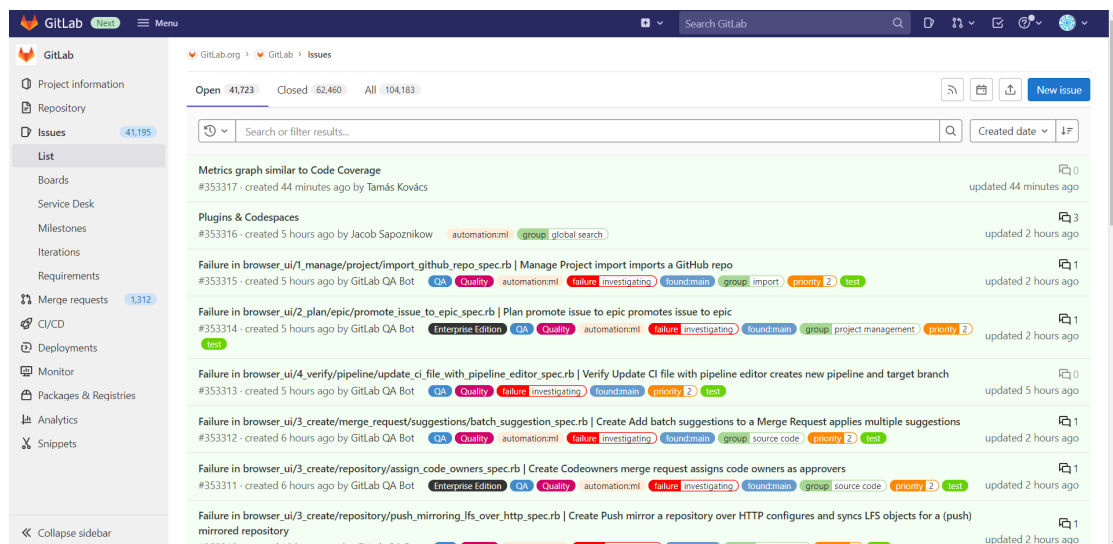 GitLab Next Menu Search GitLab
GitLab
GitLab.org > GitLab > Issues
Project information
Repository
Issues 41,195
List
Boards
Service Desk
Milestones
Iterations
Requirements
Merge requests 1,312
CI/CD
Deployments
Monitor
Packages & Registries
Analytics
Snippets
Collapse sidebar
Open 41,723 Closed 62,460 All 104,183 New issue
Search or filter results... Created date
Metrics graph similar to Code Coverage 0
#353317 · created 44 minutes ago by Tamás Kovács updated 44 minutes ago
Plugins & Codespaces 3
#353316 · created 5 hours ago by Jacob Sapoznikow automation:ml group global search updated 2 hours ago
Failure in browser_ui/1_manage/project/import_github_repo_spec.rb | Manage Project import imports a GitHub repo 1
#353315 · created 5 hours ago by GitLab QA Bot QA Quality automation:ml failure investigating found:main group import priority 2 test updated 2 hours ago
Failure in browser_ui/2_plan/epic/promote_issue_to_epic_spec.rb | Plan promote issue to epic promotes issue to epic 1
#353314 · created 5 hours ago by GitLab QA Bot Enterprise Edition QA Quality automation:ml failure investigating found:main group project management priority 2 updated 2 hours ago
test
Failure in browser_ui/4_verify/pipeline/update_ci_file_with_pipeline_editor_spec.rb | Verify Update CI file with pipeline editor creates new pipeline and target branch 0
#353313 · created 5 hours ago by GitLab QA Bot QA Quality failure investigating found:main priority 2 test updated 5 hours ago
Failure in browser_ui/3_create/merge_request/suggestions/batch_suggestion_spec.rb | Create Add batch suggestions to a Merge Request applies multiple suggestions 1
#353312 · created 6 hours ago by GitLab QA Bot QA Quality automation:ml failure investigating found:main group source code priority 2 test updated 2 hours ago
Failure in browser_ui/3_create/repository/assign_code_owners_spec.rb | Create Codeowners merge request assigns code owners as approvers 1
#353311 · created 6 hours ago by GitLab QA Bot Enterprise Edition QA Quality automation:ml failure investigating found:main group source code priority 2 test updated 2 hours ago
Failure in browser_ui/3_create/repository/push_mirroring_lfs_over_http_spec.rb | Create Push mirror a repository over HTTP configures and syncs LFS objects for a (push) 1
mirrored repository
updated 2 hours ago